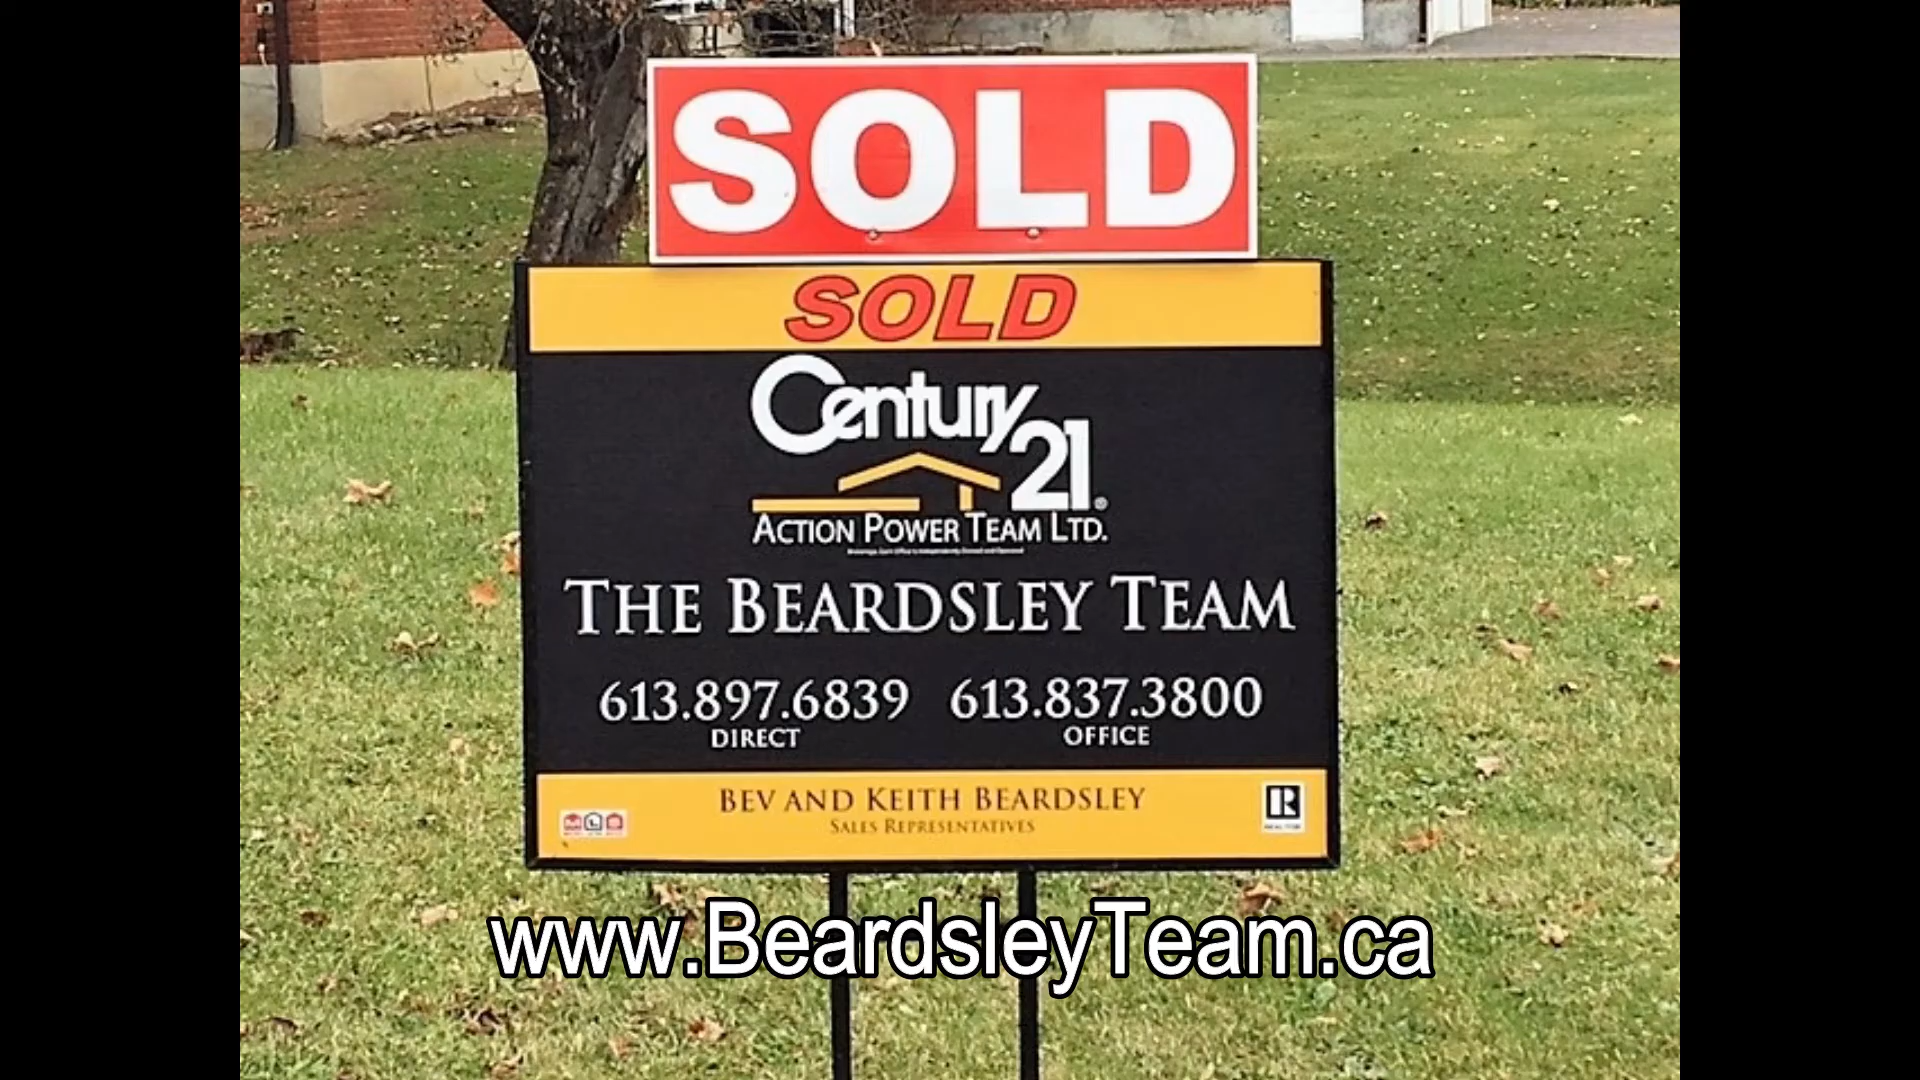 SOLD
SOLD
Century 21®
ACTION POWER TEAM LTD.
THE BEARDSLEY TEAM
613.897.6839 613.837.3800
DIRECT OFFICE
BEV AND KEITH BEARDSLEY
SALES REPRESENTATIVES
R
REALTOR
www.BeardsleyTeam.ca